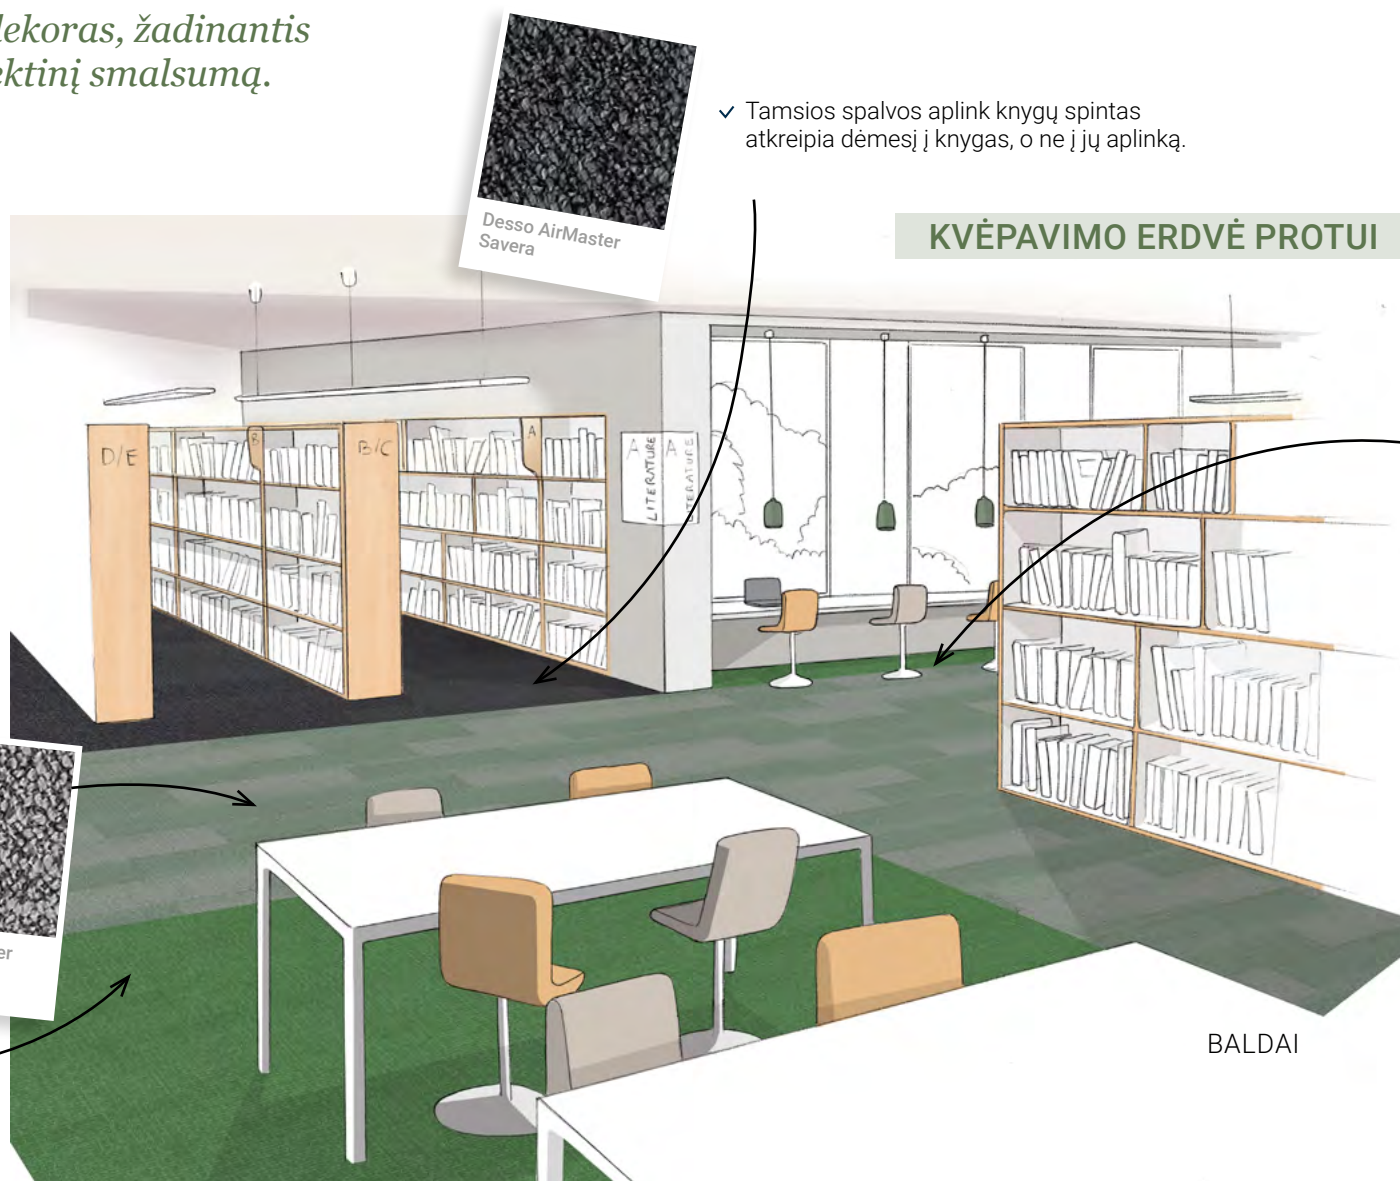 dekoras, žadinantis
ektinį smalsumą.
Desso AirMaster
Savera
Tamsios spalvos aplink knygų spintas
atkreipia dėmesį į knygas, o ne į jų aplinką.
KVĖPAVIMO ERDVĖ PROTUI
D/E
B
B/C
A
A LITERATURE
A LITERATURE
er
BALDAI